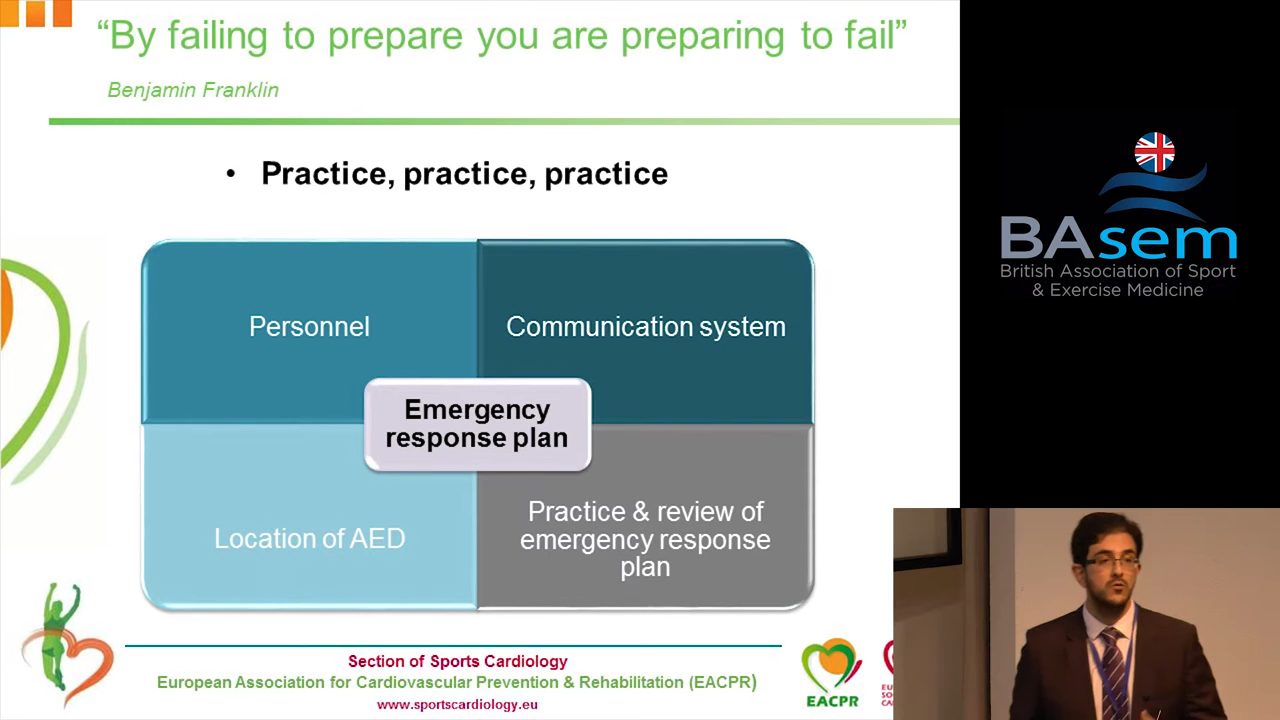 “By failing to prepare you are preparing to fail”
Benjamin Franklin
• Practice, practice, practice
Personnel
Communication system
Emergency
response plan
Location of AED
Practice & review of
emergency response
plan
Section of Sports Cardiology
European Association for Cardiovascular Prevention & Rehabilitation (EACPR)
www.sportscardiology.eu
EACPR
BAsem
British Association of Sport
& Exercise Medicine